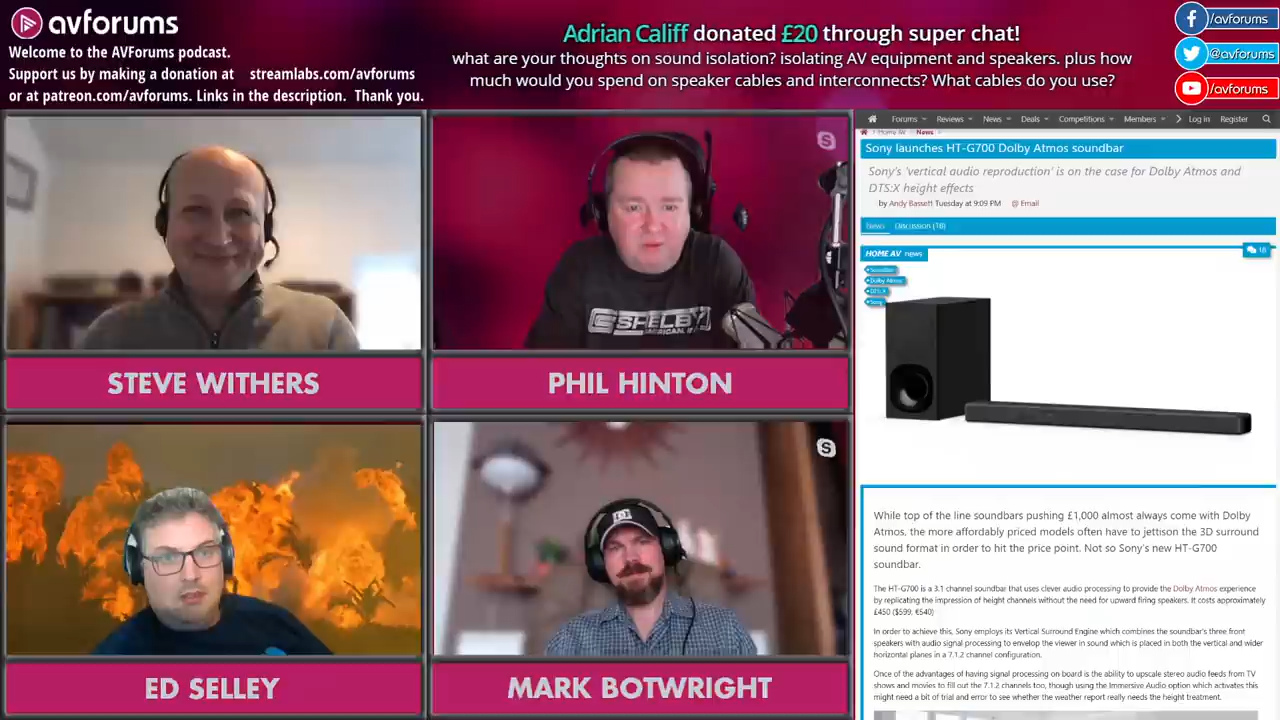 avforums
Welcome to the AVForums podcast.
Support us by making a donation at streamlabs.com/avforums
or at patreon.com/avforums. Links in the description. Thank you.
Adrian Califf donated £20 through super chat!
what are your thoughts on sound isolation? isolating AV equipment and speakers. plus how
much would you spend on speaker cables and interconnects? What cables do you use?
/avforums
@avforums
/avforums
SHELBY
AMERICAN
STEVE WITHERS
PHIL HINTON
ED SELLEY
MARK BOTWRIGHT
Forums Reviews News Deals Competitions Members Log in Register
Home AV News
Sony launches HT-G700 Dolby Atmos soundbar
Sony's 'vertical audio reproduction' is on the case for Dolby Atmos and
DTS:X height effects
by Andy Bassett Tuesday at 9:09 PM @ Email
News Discussion (18)
HOME AV news
18
Soundbar
Dolby Atmos
DTS:X
Sony
While top of the line soundbars pushing £1,000 almost always come with Dolby
Atmos, the more affordably priced models often have to jettison the 3D surround
sound format in order to hit the price point. Not so Sony's new HT-G700
soundbar.
The HT-G700 is a 3.1 channel soundbar that uses clever audio processing to provide the Dolby Atmos experience
by replicating the impression of height channels without the need for upward firing speakers. It costs approximately
£450 ($599, €540)
In order to achieve this, Sony employs its Vertical Surround Engine which combines the soundbar's three front
speakers with audio signal processing to envelop the viewer in sound which is placed in both the vertical and wider
horizontal planes in a 7.1.2 channel configuration.
Once of the advantages of having signal processing on board is the ability to upscale stereo audio feeds from TV
shows and movies to fill out the 7.1.2 channels too, though using the Immersive Audio option which activates this
might need a bit of trial and error to see whether the weather report really needs the height treatment.